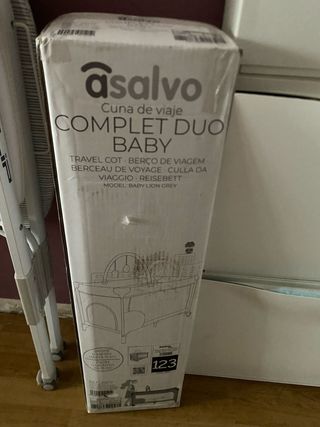 asalvo
Cuna de viaje
COMPLET DUO
BABY
TRAVEL COT · BERÇO DE VIAGEM
BERCEAU DE VOYAGE · CULLA DA
VIAGGIO · REISEBETT
MODEL: BABY LION GREY
123